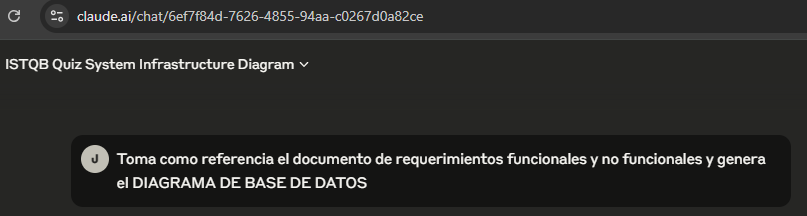 claude.ai/chat/6ef7f84d-7626-4855-94aa-c0267d0a82ce
ISTQB Quiz System Infrastructure Diagram
J
Toma como referencia el documento de requerimientos funcionales y no funcionales y genera
el DIAGRAMA DE BASE DE DATOS